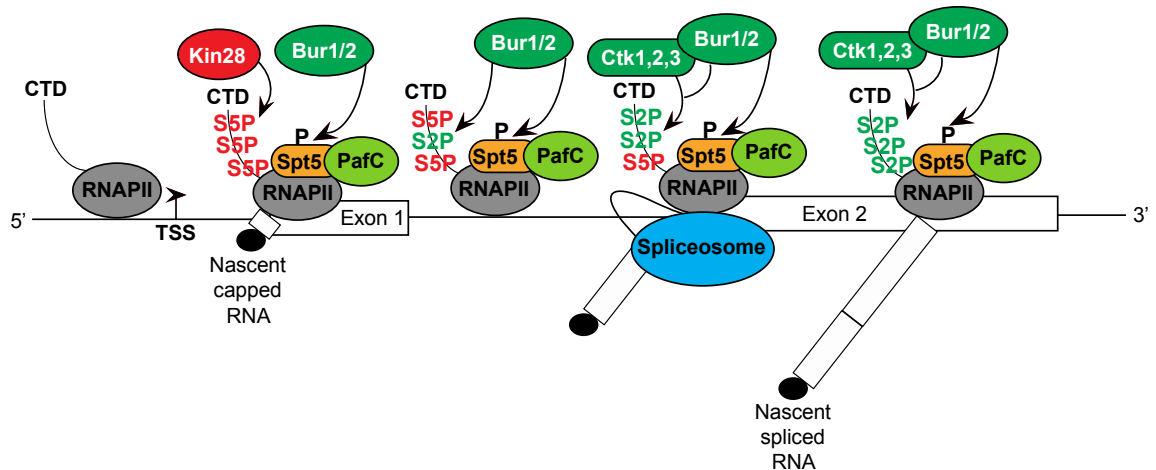 CTD
RNAPII
5’
TSS
Kin28
Bur1/2
CTD
S5P
S5P
S5P
P
Spt5
PafC
RNAPII
Exon 1
Nascent
capped
RNA
Bur1/2
CTD
S5P
S2P
S5P
P
Spt5
PafC
RNAPII
Ctk1,2,3
Bur1/2
CTD
S2P
S2P
S5P
P
Spt5
PafC
RNAPII
Spliceosome
Exon 2
Ctk1,2,3
Bur1/2
CTD
S2P
S2P
S2P
P
Spt5
PafC
RNAPII
3’
Nascent
spliced
RNA